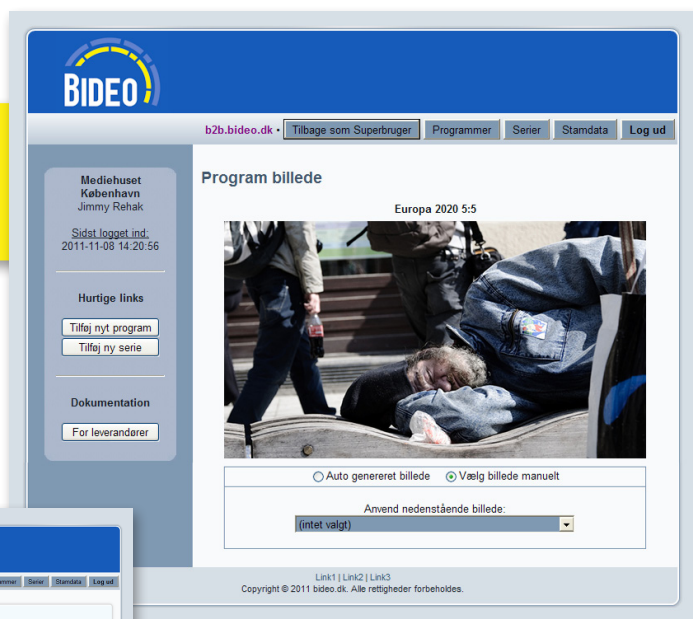 BIDEO
b2b.bideo.dk • Tilbage som Superbruger Programmer Serier Stamdata Log ud
Mediehuset
København
Jimmy Rehak
Sidst logget ind:
2011-11-08 14:20:56
Hurtige links
Tilføj nyt program
Tilføj ny serie
Dokumentation
For leverandører
Program billede
Europa 2020 5:5
Auto genereret billede Vælg billede manuelt
Anvend nedenstående billede:
(intet valgt)
Link1 | Link2 | Link3
Copyright © 2011 bideo.dk. Alle rettigheder forbeholdes.
Serier Stamdata Log ud